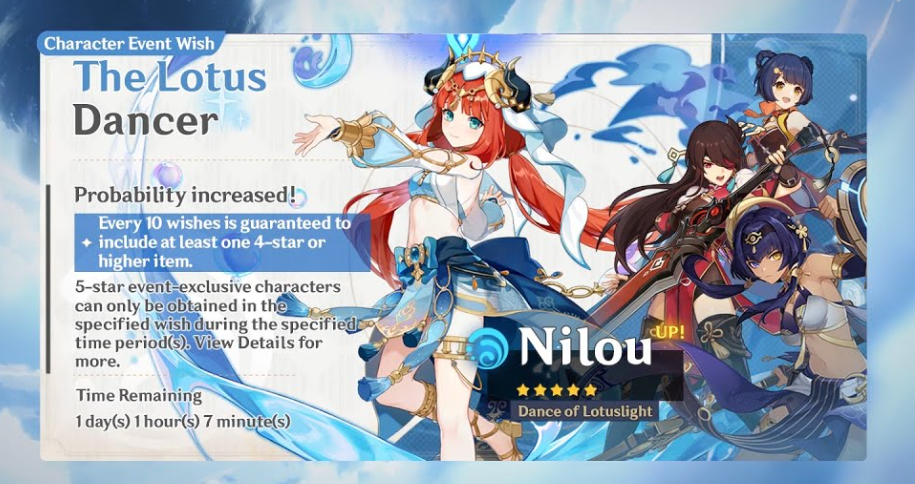 Character Event Wish
The Lotus
Dancer
Probability increased!
Every 10 wishes is guaranteed to
include at least one 4-star or
higher item.
5-star event-exclusive characters
can only be obtained in the
specified wish during the specified
time period(s). View Details for
more.
Time Remaining
1 day(s) 1 hour(s) 7 minute(s)
UP!
Nilou
Dance of Lotuslight